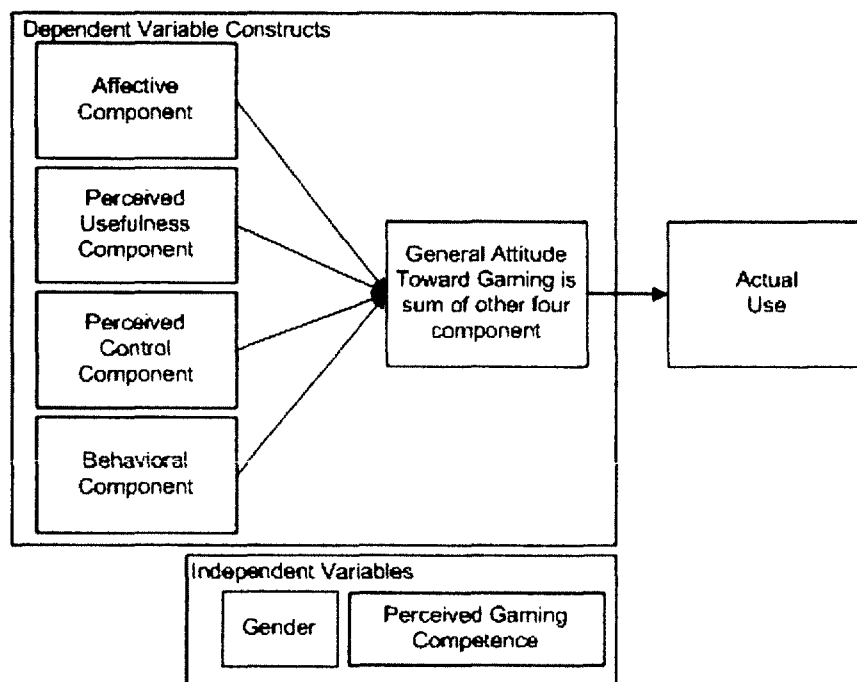 Dependent Variable Constructs
Affective
Component
Perceived
Usefulness
Component
Perceived
Control
Component
Behavioral
Component
General Attitude
Toward Gaming is
sum of other four
component
Actual
Use
Independent Variables
Gender
Perceived Gaming
Competence